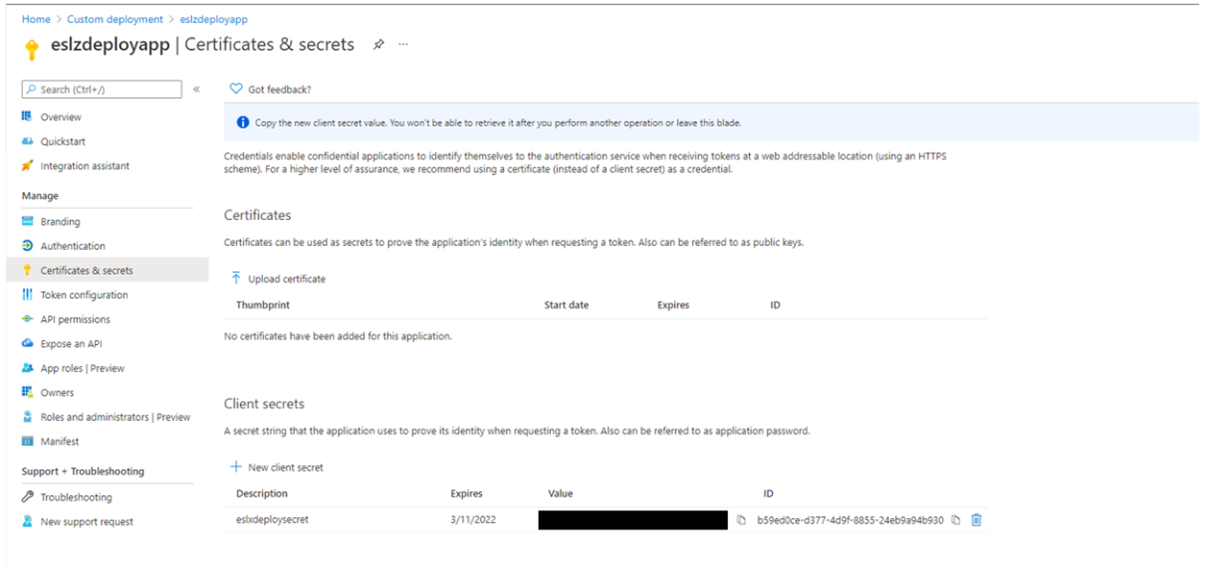 Home > Custom deployment > eslzdeployapp
eslzdeployapp | Certificates & secrets
Search (Ctrl+/)
Overview
Quickstart
Integration assistant
Manage
Branding
Authentication
Certificates & secrets
Token configuration
API permissions
Expose an API
App roles | Preview
Owners
Roles and administrators | Preview
Manifest
Support + Troubleshooting
Troubleshooting
New support request
Got feedback?
Copy the new client secret value. You won't be able to retrieve it after you perform another operation or leave this blade.
Credentials enable confidential applications to identify themselves to the authentication service when receiving tokens at a web addressable location (using an HTTPS
scheme). For a higher level of assurance, we recommend using a certificate (instead of a client secret) as a credential.
Certificates
Certificates can be used as secrets to prove the application's identity when requesting a token. Also can be referred to as public keys.
Upload certificate
Thumbprint Start date Expires ID
No certificates have been added for this application.
Client secrets
A secret string that the application uses to prove its identity when requesting a token. Also can be referred to as application password.
New client secret
Description Expires Value ID
eslxdeploysecret 3/11/2022 b59ed0ce-d377-4d9f-8855-24eb9a94b930